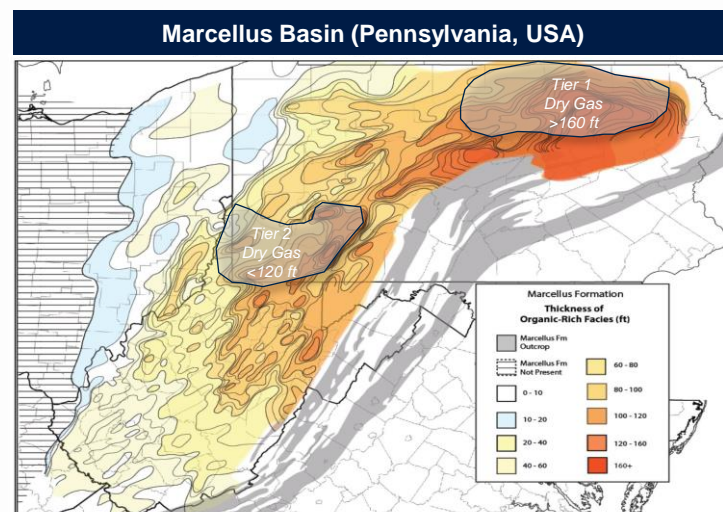 Marcellus Basin (Pennsylvania, USA)
Tier 1
Dry Gas
>160 ft
Tier 2
Dry Gas
<120 ft
Marcellus Formation
Thickness of
Organic-Rich Facies (ft)
Marcellus Fm
Outcrop
Marcellus Fm
Not Present
0 - 10
10 - 20
20 - 40
40 - 60
60 - 80
80 - 100
100 - 120
120 - 160
160+